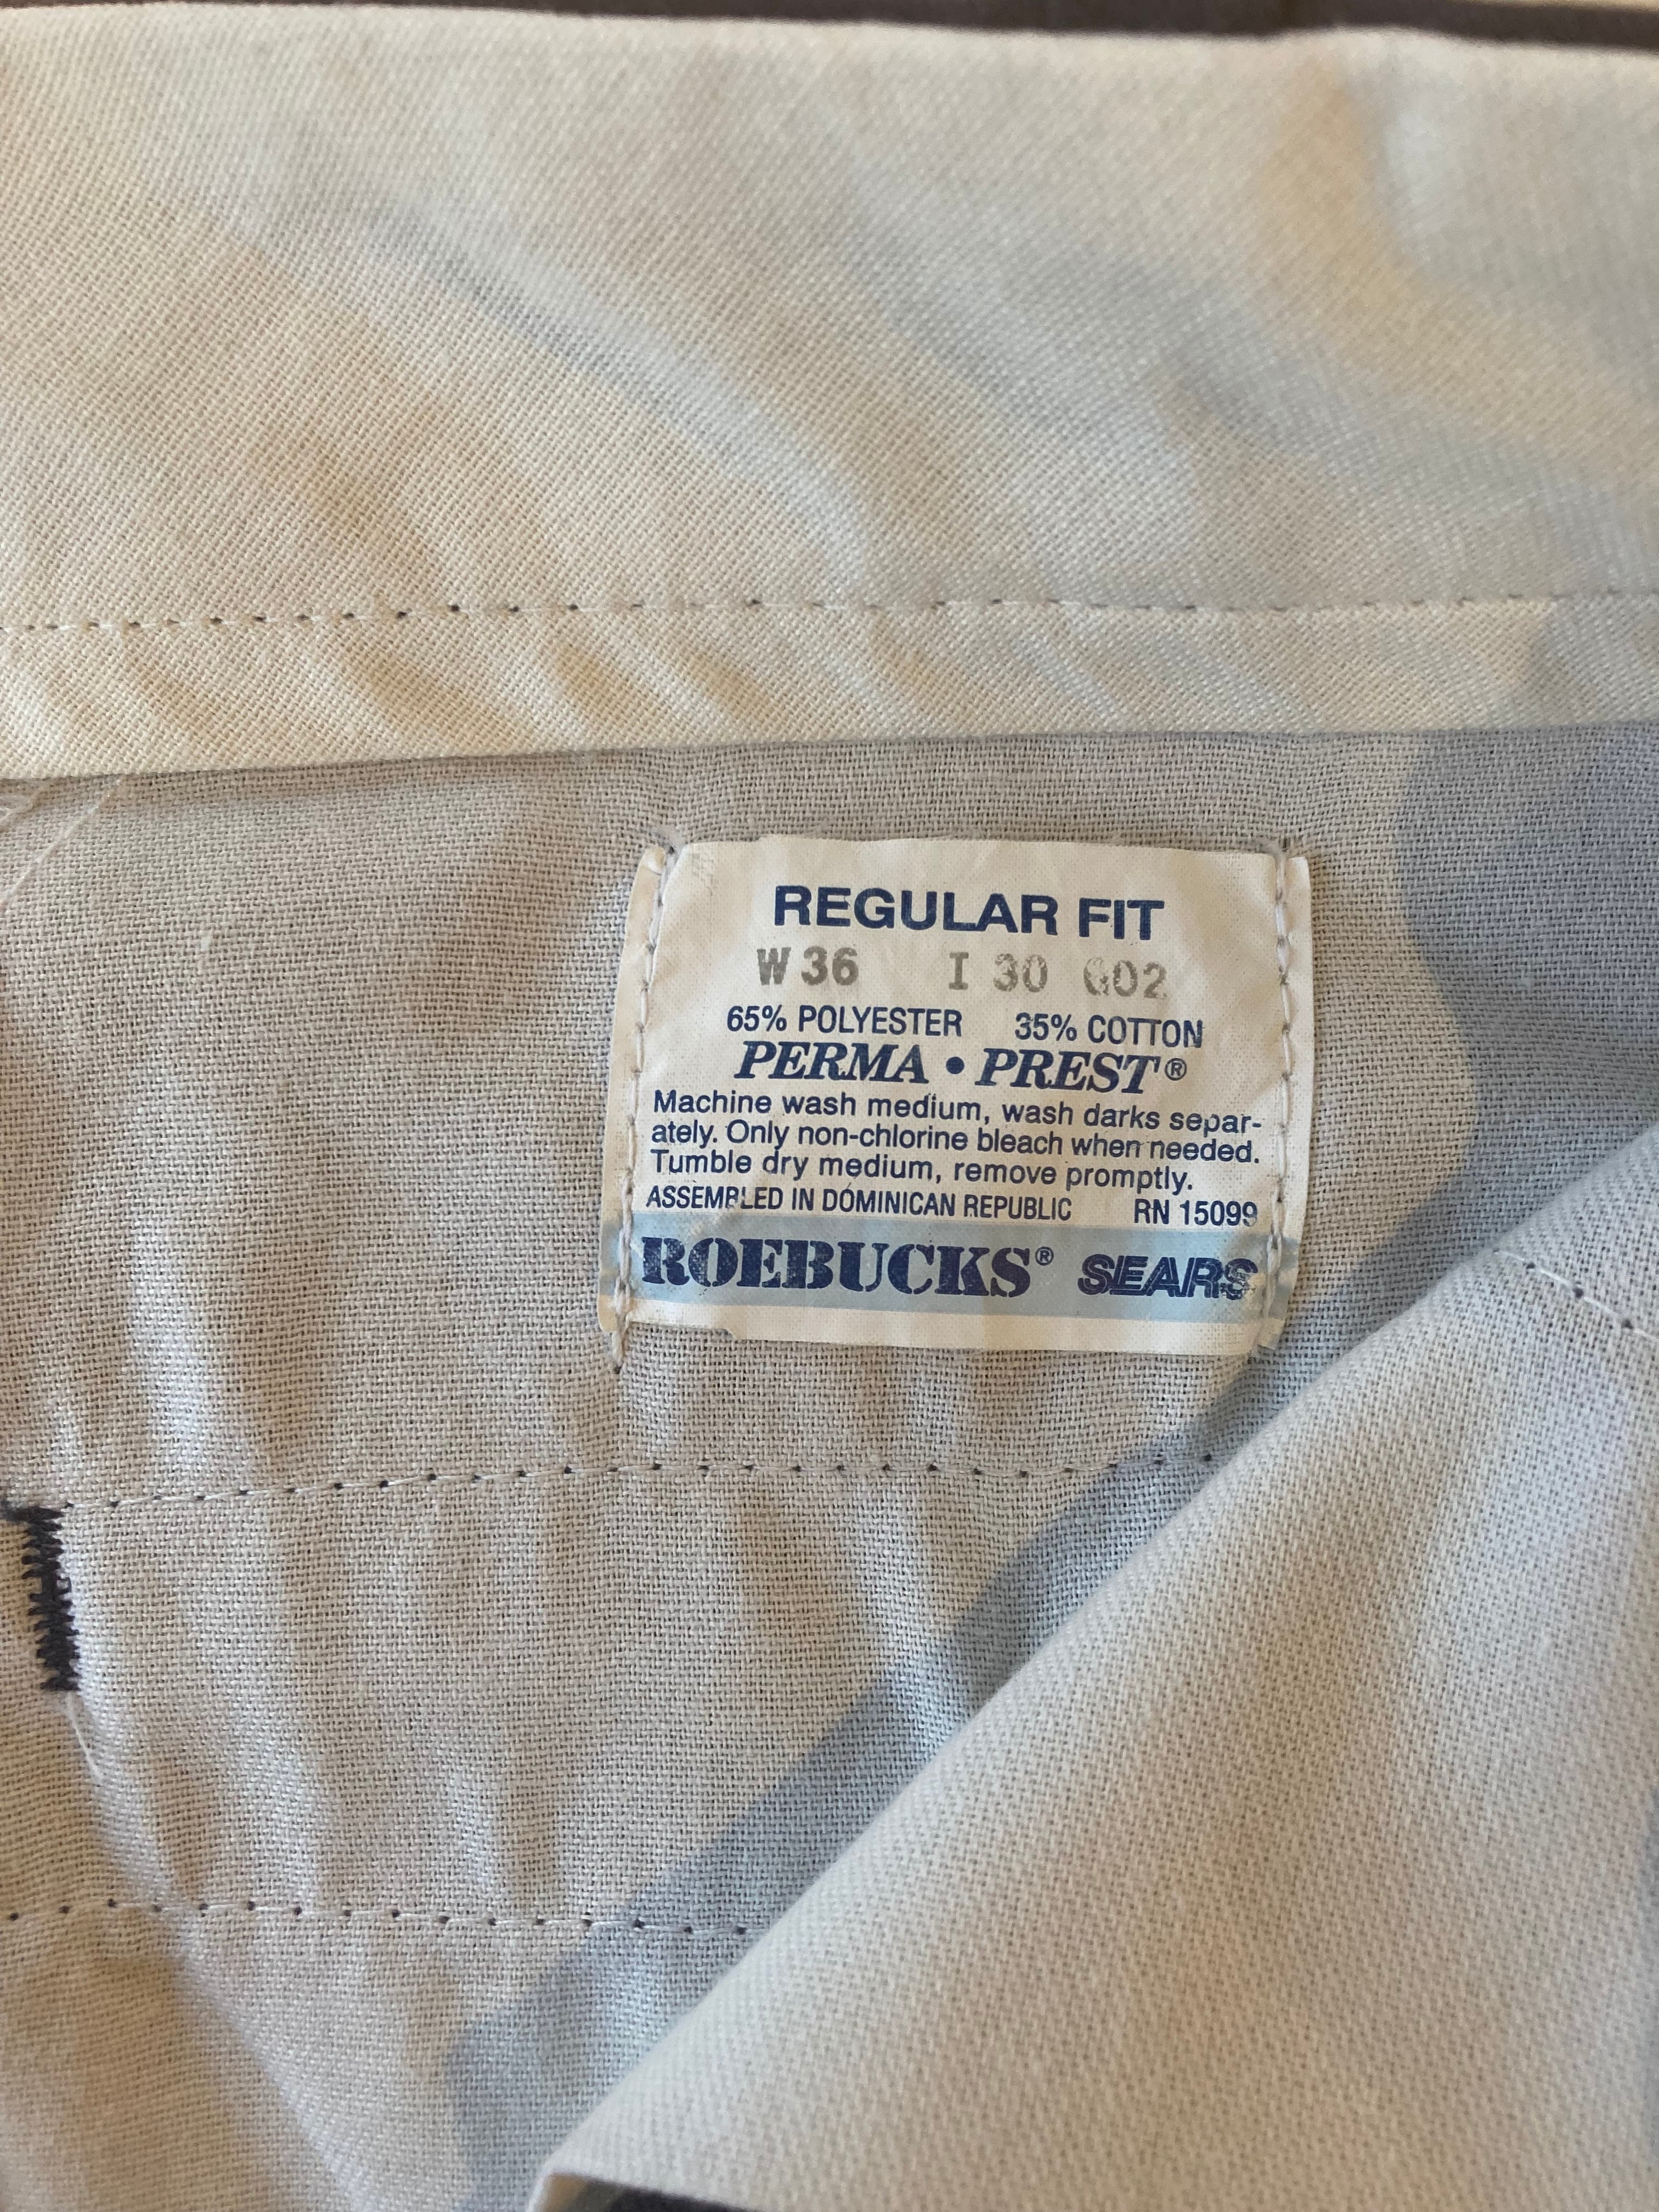 REGULAR FIT
W 36 I 30 Q02
65% POLYESTER 35% COTTON
PERMA • PREST®
Machine wash medium, wash darks separ-
ately. Only non-chlorine bleach when needed.
Tumble dry medium, remove promptly.
ASSEMBLED IN DOMINICAN REPUBLIC RN 15099
ROEBUCKS® SEARS